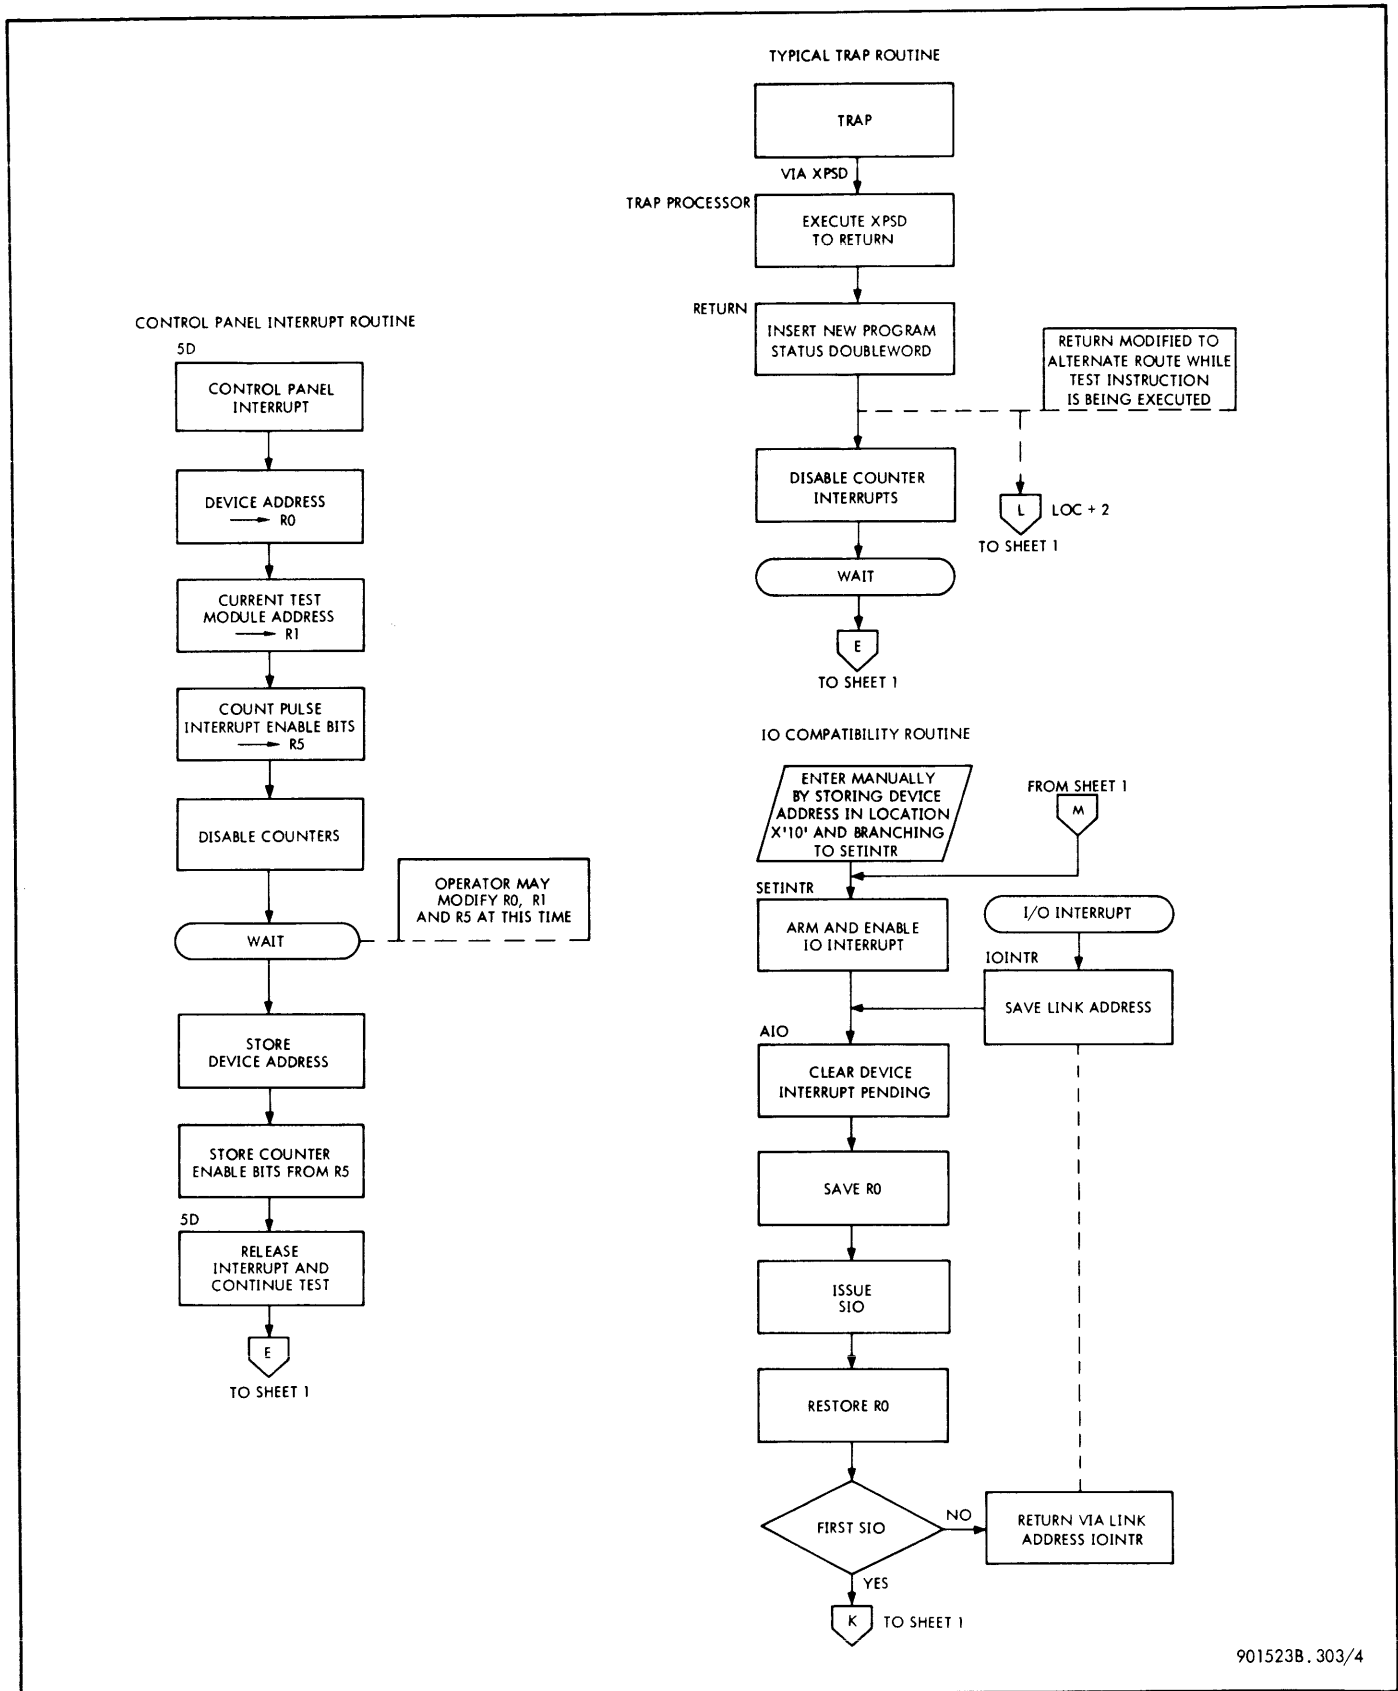 CONTROL PANEL INTERRUPT ROUTINE
5D
CONTROL PANEL
INTERRUPT
DEVICE ADDRESS
→ R0
CURRENT TEST
MODULE ADDRESS
→ R1
COUNT PULSE
INTERRUPT ENABLE BITS
→ R5
DISABLE COUNTERS
WAIT
OPERATOR MAY
MODIFY R0, R1
AND R5 AT THIS TIME
STORE
DEVICE ADDRESS
STORE COUNTER
ENABLE BITS FROM R5
5D
RELEASE
INTERRUPT AND
CONTINUE TEST
E
TO SHEET 1
TYPICAL TRAP ROUTINE
TRAP
VIA XPSD
TRAP PROCESSOR
EXECUTE XPSD
TO RETURN
RETURN
INSERT NEW PROGRAM
STATUS DOUBLEWORD
RETURN MODIFIED TO
ALTERNATE ROUTE WHILE
TEST INSTRUCTION
IS BEING EXECUTED
DISABLE COUNTER
INTERRUPTS
L LOC + 2
TO SHEET 1
WAIT
E
TO SHEET 1
IO COMPATIBILITY ROUTINE
ENTER MANUALLY
BY STORING DEVICE
ADDRESS IN LOCATION
X'10' AND BRANCHING
TO SETINTR
FROM SHEET 1
M
SETINTR
ARM AND ENABLE
IO INTERRUPT
I/O INTERRUPT
IOINTR
SAVE LINK ADDRESS
AIO
CLEAR DEVICE
INTERRUPT PENDING
SAVE R0
ISSUE
SIO
RESTORE R0
FIRST SIO
NO
RETURN VIA LINK
ADDRESS IOINTR
YES
K TO SHEET 1
901523B.303/4